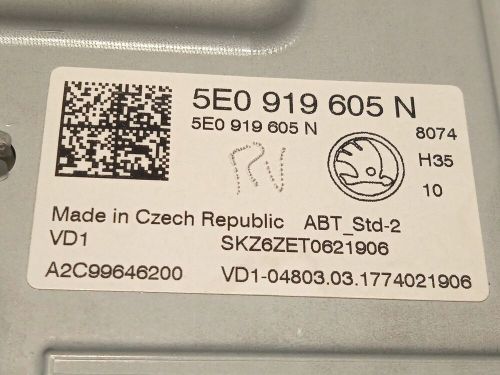 5E0 919 605 N
5E0 919 605 N
8074
RN
H35
10
Made in Czech Republic ABT_Std-2
VD1 SKZ6ZET0621906
A2C99646200 VD1-04803.03.1774021906